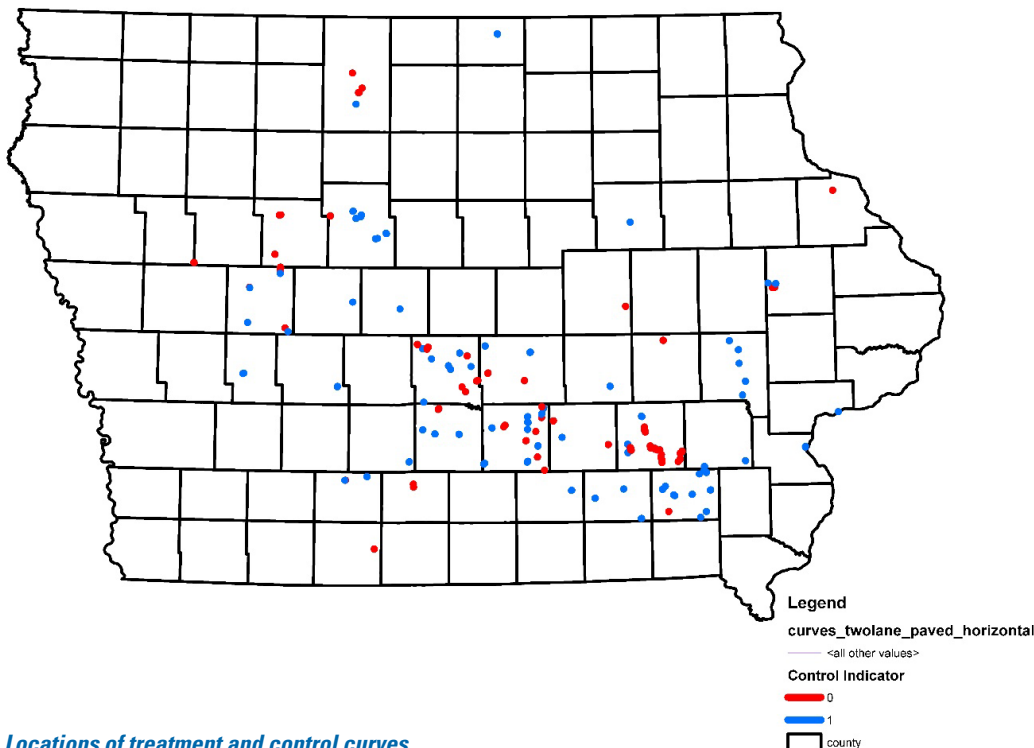 Legend
curves_twolane_paved_horizontal
<all other values>
Control Indicator
0
1
county
Locations of treatment and control curves